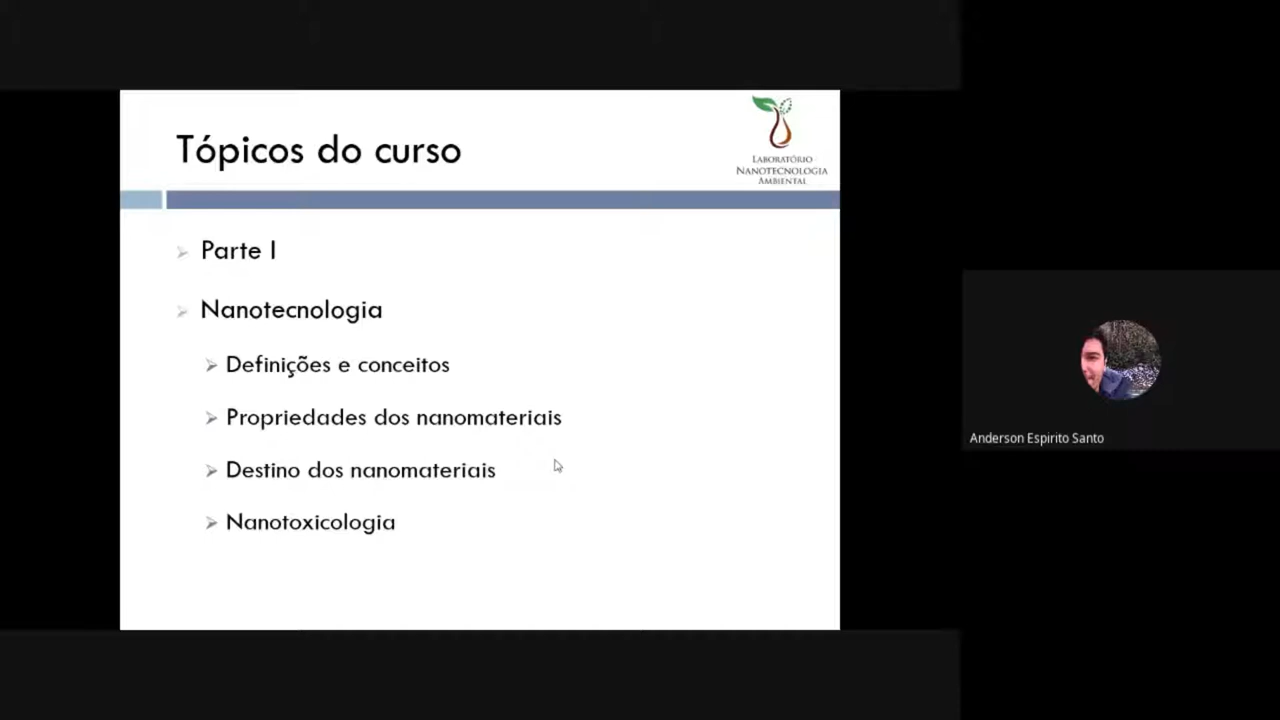 Tópicos do curso
LABORATÓRIO
NANOTECNOLOGIA
AMBIENTAL
Parte I
Nanotecnologia
Definições e conceitos
Propriedades dos nanomateriais
Destino dos nanomateriais
Nanotoxicologia
Anderson Espirito Santo